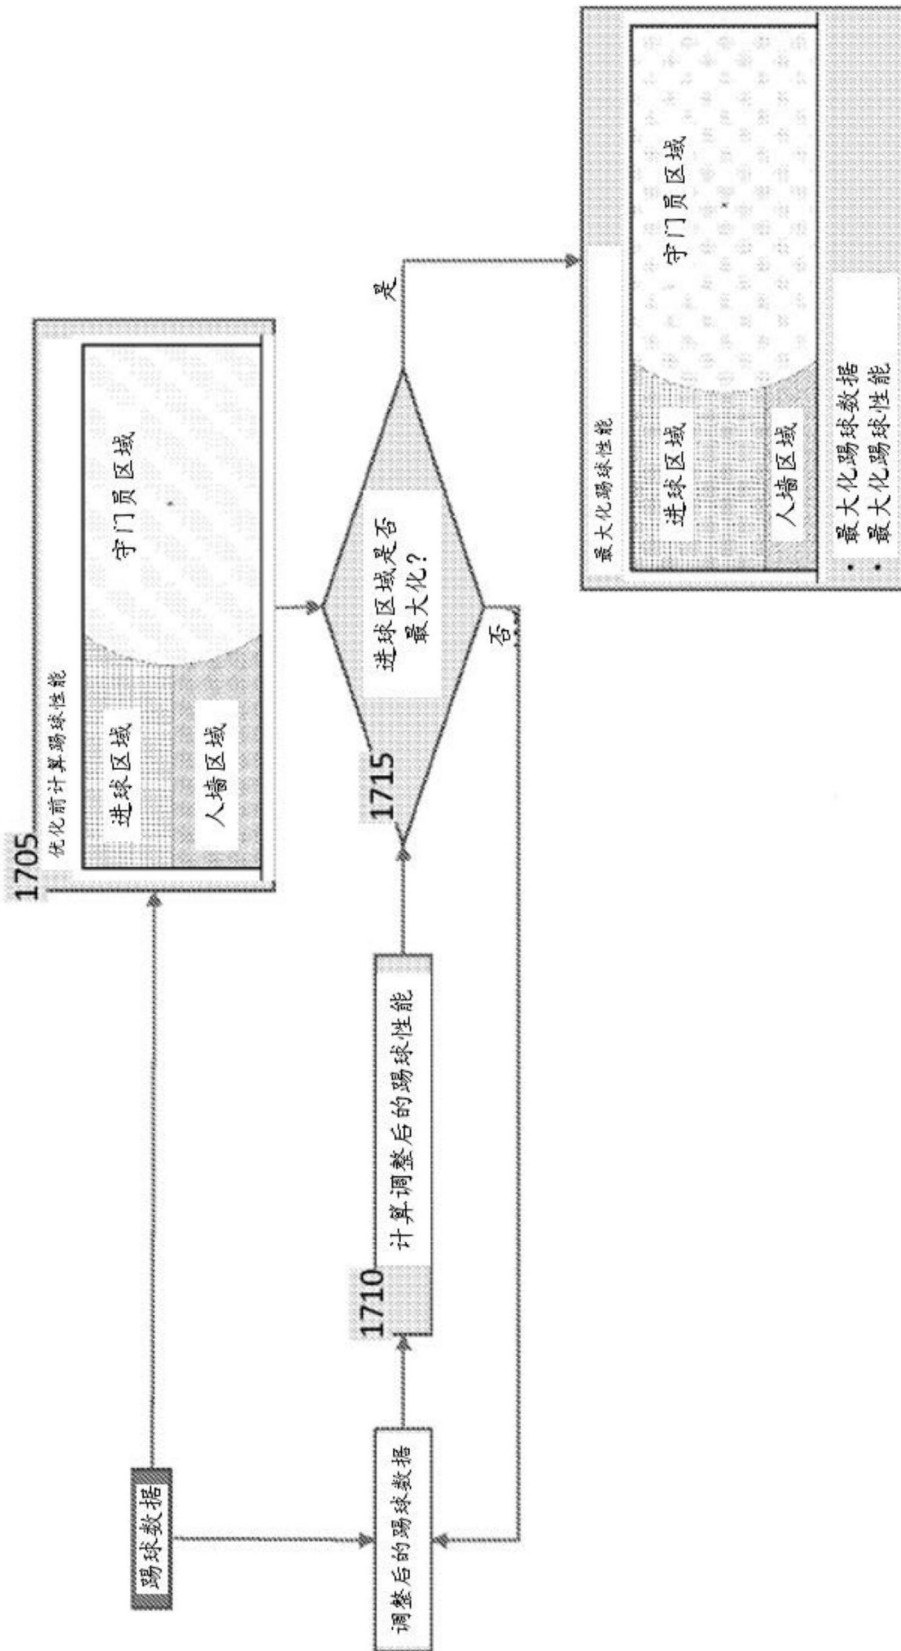 踢球数据
1705
优化前计算踢球性能
进球区域
守门员区域
人墙区域
调整后的踢球数据
1710
计算调整后的踢球性能
1715
进球区域是否
最大化?
是
否
最大化踢球性能
进球区域
守门员区域
人墙区域
• 最大化踢球数据
• 最大化踢球性能